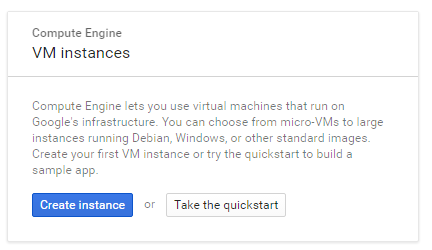 Compute Engine
VM instances
Compute Engine lets you use virtual machines that run on
Google's infrastructure. You can choose from micro-VMs to large
instances running Debian, Windows, or other standard images.
Create your first VM instance or try the quickstart to build a
sample app.
Create instance or Take the quickstart